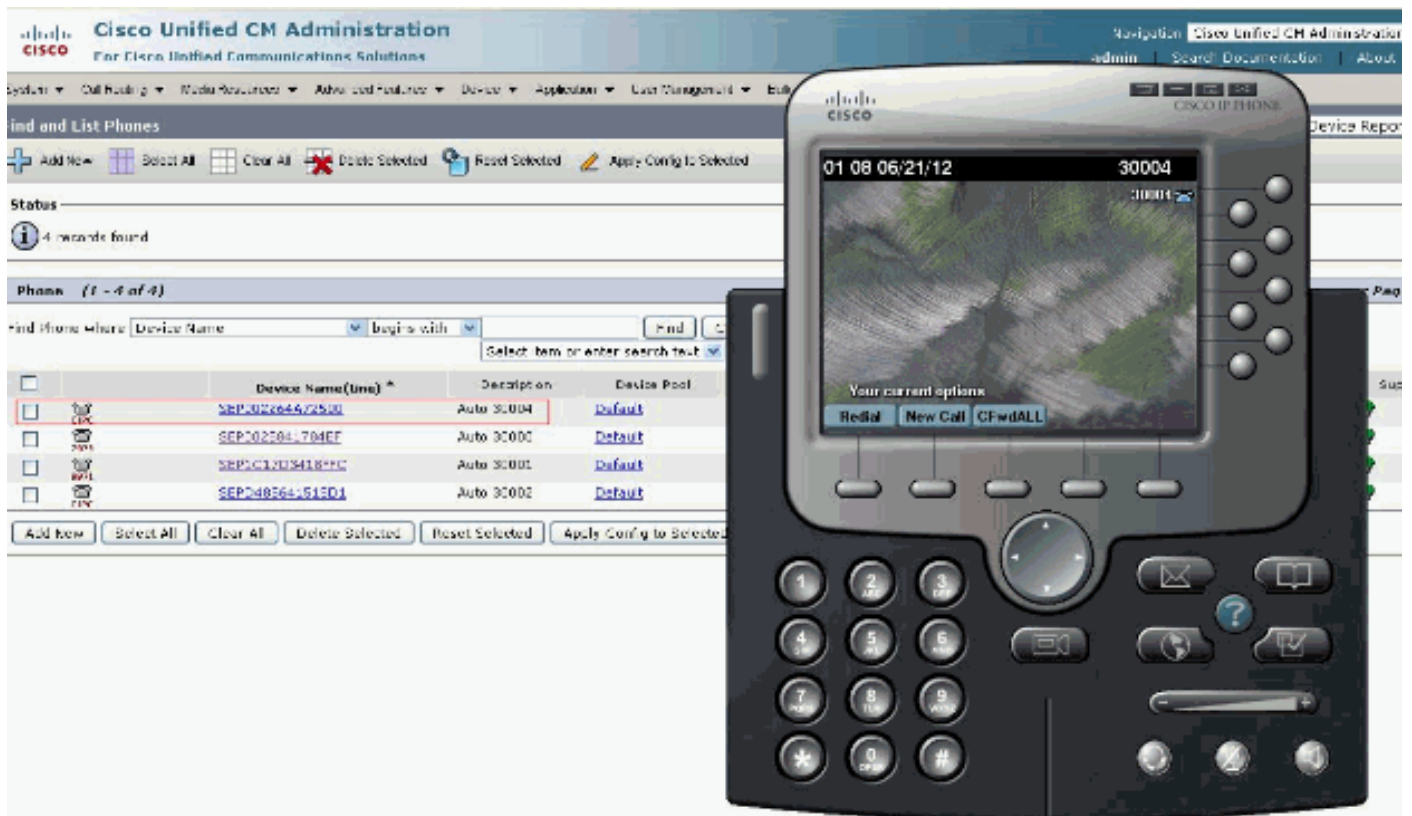 CISCO
Cisco Unified CM Administration
For Cisco Unified Communications Solutions
Navigation Cisco Unified CM Administration
admin | Search Documentation | About
System Call Routing Media Resources Advanced Features Device Application User Management
Find and List Phones
Add New Select All Clear All Delete Selected Reset Selected Apply Config to Selected
Status
4 records found
Phone (1 - 4 of 4)
Find Phone where Device Name begins with Find
Select item or enter search text
Device Name(Line) Description Device Pool
Auto 30004 Default
Auto 30000 Default
Auto 30001 Default
Auto 30002 Default
Add New Select All Clear All Delete Selected Reset Selected Apply Config to Selected
CISCO
CISCO IP PHONE
01 08 06/21/12 30004
30004
Your current options
Redial New Call CFwdALL
1 2 ABC 3 DEF
4 5 6
7 8 9
* 0 #
?
- +